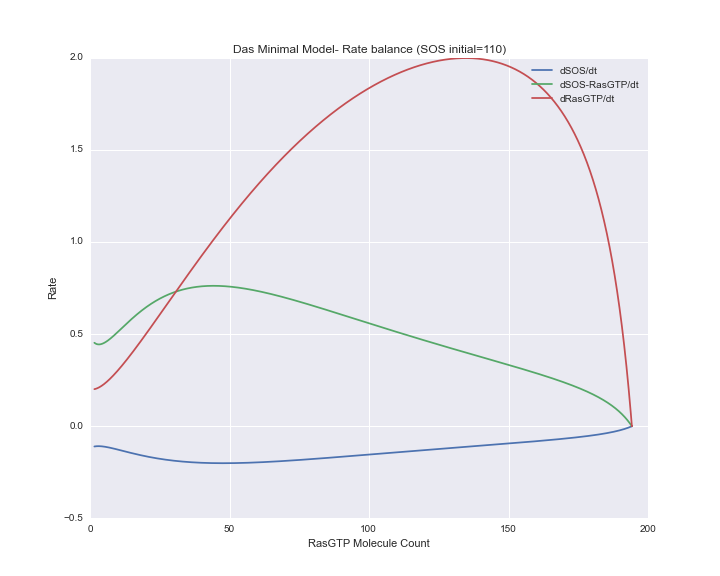 Das Minimal Model- Rate balance (SOS initial=110)
2.0
1.5
1.0
0.5
0.0
−0.5
Rate
dSOS/dt
dSOS-RasGTP/dt
dRasGTP/dt
0 50 100 150 200
RasGTP Molecule Count